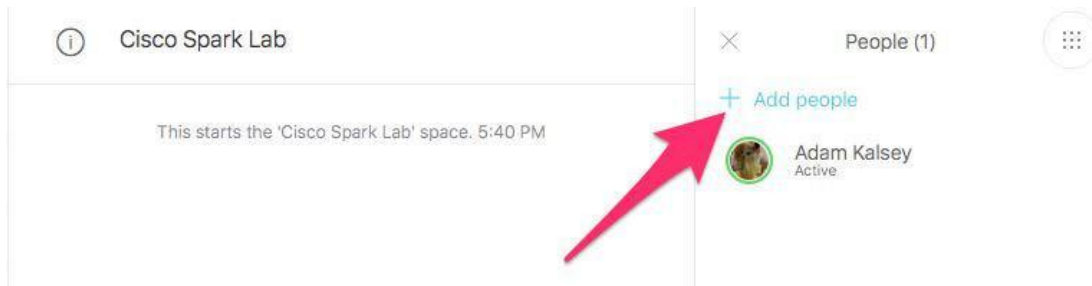 Cisco Spark Lab
This starts the 'Cisco Spark Lab' space. 5:40 PM
People (1)
+ Add people
Adam Kalsey
Active